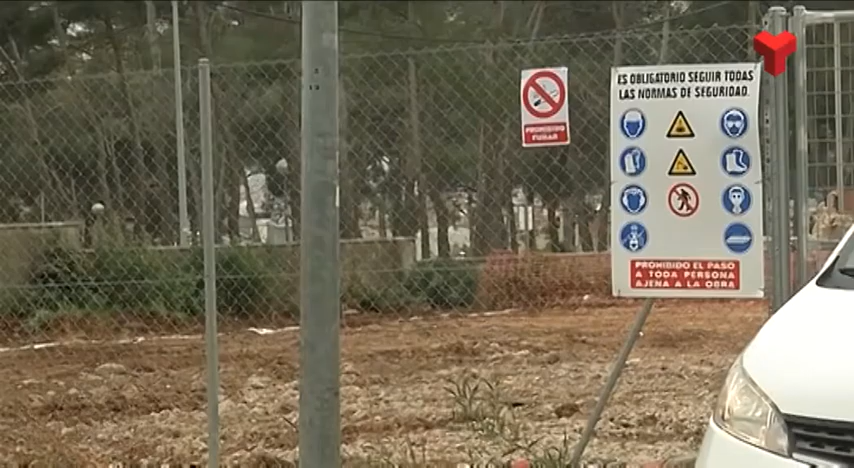 PROHIBIDO
FUMAR
ES OBLIGATORIO SEGUIR TODAS
LAS NORMAS DE SEGURIDAD.
PROHIBIDO EL PASO
A TODA PERSONA
AJENA A LA OBRA